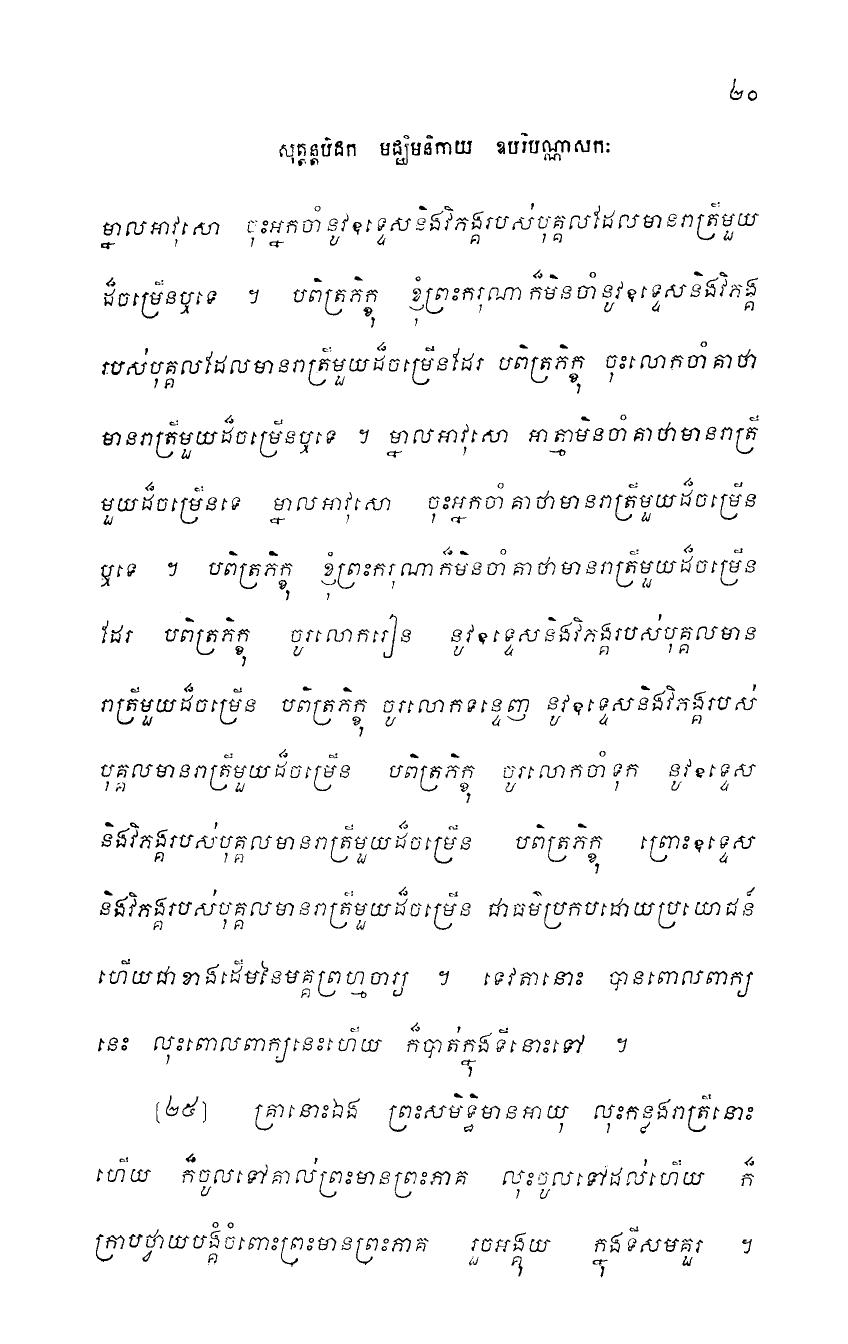 ២០
សុត្តន្តបិដក មជ្ឈិមនិកាយ ឧបរិបណ្ណាសកៈ
ម្នាលអាវុសោ ចុះអ្នកចាំនូវឧទ្ទេសនិងវិភង្គរបស់បុគ្គលដែលមានរាត្រីមួយ
ដ៏ចម្រើនឬទេ ។ បពិត្រភិក្ខុ ខ្ញុំព្រះករុណាក៏មិនចាំនូវឧទ្ទេសនិងវិភង្គ
របស់បុគ្គលដែលមានរាត្រីមួយដ៏ចម្រើនដែរ បពិត្រភិក្ខុ ចុះលោកចាំគាថា
មានរាត្រីមួយដ៏ចម្រើនឬទេ ។ ម្នាលអាវុសោ អាត្មាមិនចាំគាថាមានរាត្រី
មួយដ៏ចម្រើនទេ ម្នាលអាវុសោ ចុះអ្នកចាំគាថាមានរាត្រីមួយដ៏ចម្រើន
ឬទេ ។ បពិត្រភិក្ខុ ខ្ញុំព្រះករុណាក៏មិនចាំគាថាមានរាត្រីមួយដ៏ចម្រើន
ដែរ បពិត្រភិក្ខុ ចូរលោករៀន នូវឧទ្ទេសនិងវិភង្គរបស់បុគ្គលមាន
រាត្រីមួយដ៏ចម្រើន បពិត្រភិក្ខុ ចូរលោកទន្ទេញ នូវឧទ្ទេសនិងវិភង្គរបស់
បុគ្គលមានរាត្រីមួយដ៏ចម្រើន បពិត្រភិក្ខុ ចូរលោកចាំទុក នូវឧទ្ទេស
និងវិភង្គរបស់បុគ្គលមានរាត្រីមួយដ៏ចម្រើន បពិត្រភិក្ខុ ព្រោះឧទ្ទេស
និងវិភង្គរបស់បុគ្គលមានរាត្រីមួយដ៏ចម្រើន ជាធម៌ប្រកបដោយប្រយោជន៍
ហើយជាខាងដើមនៃមគ្គព្រហ្មចារ្យ ។ ទេវតានោះ បានពោលពាក្យ
នេះ លុះពោលពាក្យនេះហើយ ក៏បាត់ក្នុងទីនោះទៅ ។
[២៥] គ្រានោះឯង ព្រះសមិទ្ធិមានអាយុ លុះកន្លងរាត្រីនោះ
ហើយ ក៏ចូលទៅគាល់ព្រះមានព្រះភាគ លុះចូលទៅដល់ហើយ ក៏
ក្រាបថ្វាយបង្គំចំពោះព្រះមានព្រះភាគ រួចអង្គុយ ក្នុងទីសមគួរ ។